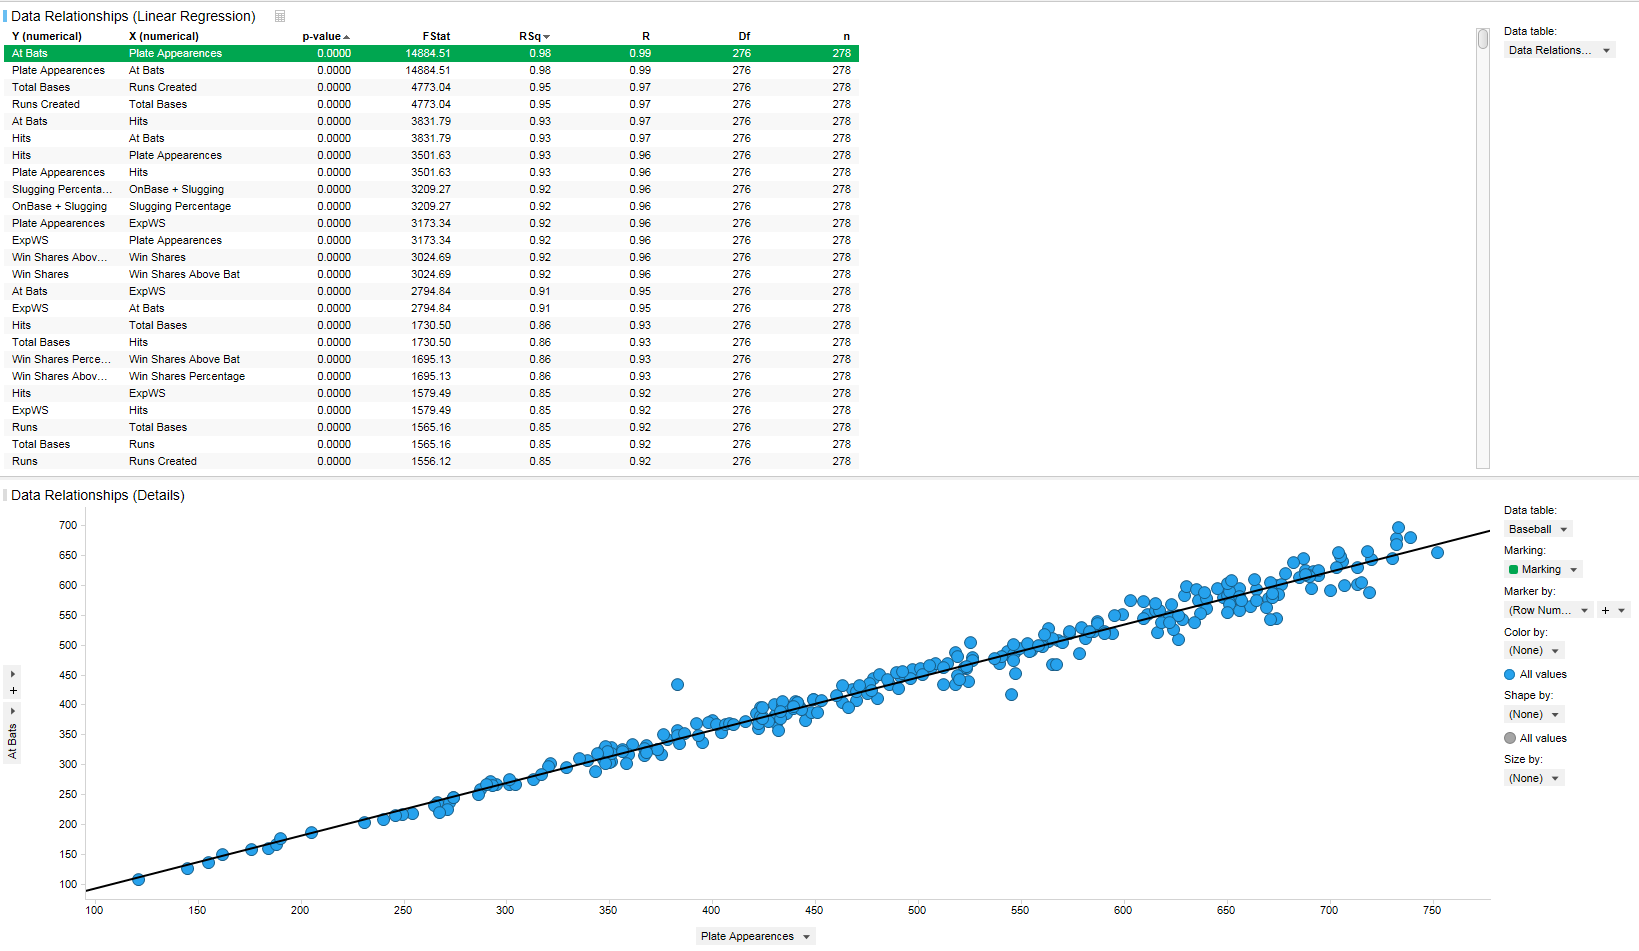 Data Relationships (Linear Regression)
Y (numerical) X (numerical) p-value FStat RSq R Df n
At Bats Plate Appearences 0.0000 14884.51 0.98 0.99 276 278
Plate Appearences At Bats 0.0000 14884.51 0.98 0.99 276 278
Total Bases Runs Created 0.0000 4773.04 0.95 0.97 276 278
Runs Created Total Bases 0.0000 4773.04 0.95 0.97 276 278
At Bats Hits 0.0000 3831.79 0.93 0.97 276 278
Hits At Bats 0.0000 3831.79 0.93 0.97 276 278
Hits Plate Appearences 0.0000 3501.63 0.93 0.96 276 278
Plate Appearences Hits 0.0000 3501.63 0.93 0.96 276 278
Slugging Percenta... OnBase + Slugging 0.0000 3209.27 0.92 0.96 276 278
OnBase + Slugging Slugging Percentage 0.0000 3209.27 0.92 0.96 276 278
Plate Appearences ExpWS 0.0000 3173.34 0.92 0.96 276 278
ExpWS Plate Appearences 0.0000 3173.34 0.92 0.96 276 278
Win Shares Abov... Win Shares 0.0000 3024.69 0.92 0.96 276 278
Win Shares Win Shares Above Bat 0.0000 3024.69 0.92 0.96 276 278
At Bats ExpWS 0.0000 2794.84 0.91 0.95 276 278
ExpWS At Bats 0.0000 2794.84 0.91 0.95 276 278
Hits Total Bases 0.0000 1730.50 0.86 0.93 276 278
Total Bases Hits 0.0000 1730.50 0.86 0.93 276 278
Win Shares Perce... Win Shares Above Bat 0.0000 1695.13 0.86 0.93 276 278
Win Shares Abov... Win Shares Percentage 0.0000 1695.13 0.86 0.93 276 278
Hits ExpWS 0.0000 1579.49 0.85 0.92 276 278
ExpWS Hits 0.0000 1579.49 0.85 0.92 276 278
Runs Total Bases 0.0000 1565.16 0.85 0.92 276 278
Total Bases Runs 0.0000 1565.16 0.85 0.92 276 278
Runs Runs Created 0.0000 1556.12 0.85 0.92 276 278
Data table:
Data Relations...
Data Relationships (Details)
700
650
600
550
500
450
400
350
300
250
200
150
100
At Bats
+
100 150 200 250 300 350 400 450 500 550 600 650 700 750
Plate Appearences
Data table:
Baseball
Marking:
Marking
Marker by:
(Row Num... +
Color by:
(None)
All values
Shape by:
(None)
All values
Size by:
(None)